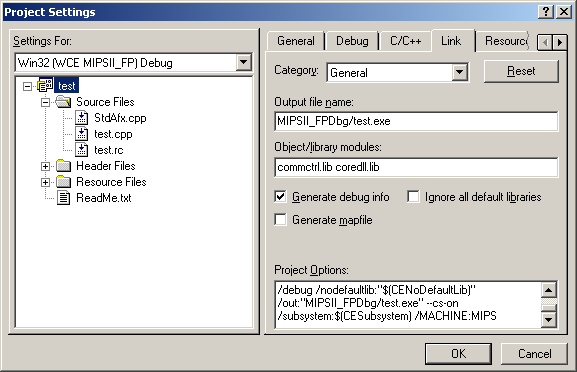 Project Settings
Settings For:
Win32 (WCE MIPSII_FP) Debug
test
Source Files
StdAfx.cpp
test.cpp
test.rc
Header Files
Resource Files
ReadMe.txt
General Debug C/C++ Link Resourc
Category: General Reset
Output file name:
MIPSII_FPDbg/test.exe
Object/library modules:
commctrl.lib coredll.lib
Generate debug info Ignore all default libraries
Generate mapfile
Project Options:
/debug /nodefaultlib:"$(CENoDefaultLib)"
/out:"MIPSII_FPDbg/test.exe" --cs-on
/subsystem:$(CESubsystem) /MACHINE:MIPS
OK Cancel